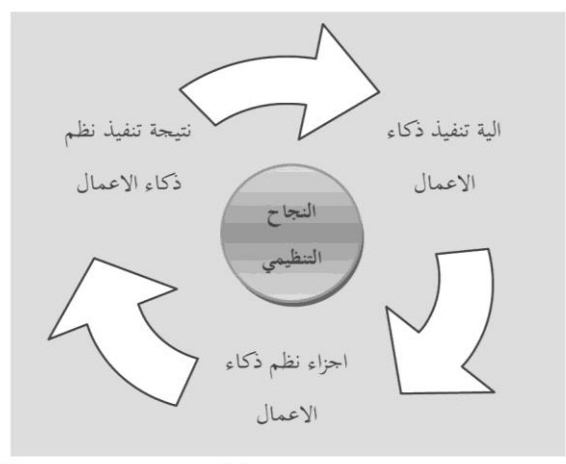 الية تنفيذ ذكاء
الاعمال
نتيجة تنفيذ نظم
ذكاء الاعمال
النجاح
التنظيمي
اجزاء نظم ذكاء
الاعمال